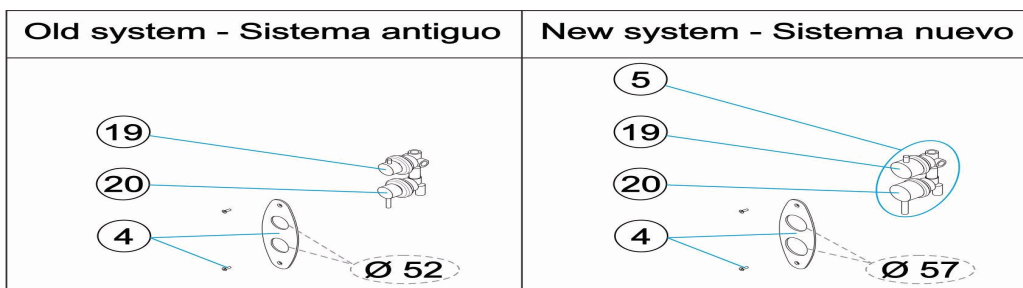 Old system - Sistema antiguo
19
20
4
Ø 52
New system - Sistema nuevo
5
19
20
4
Ø 57